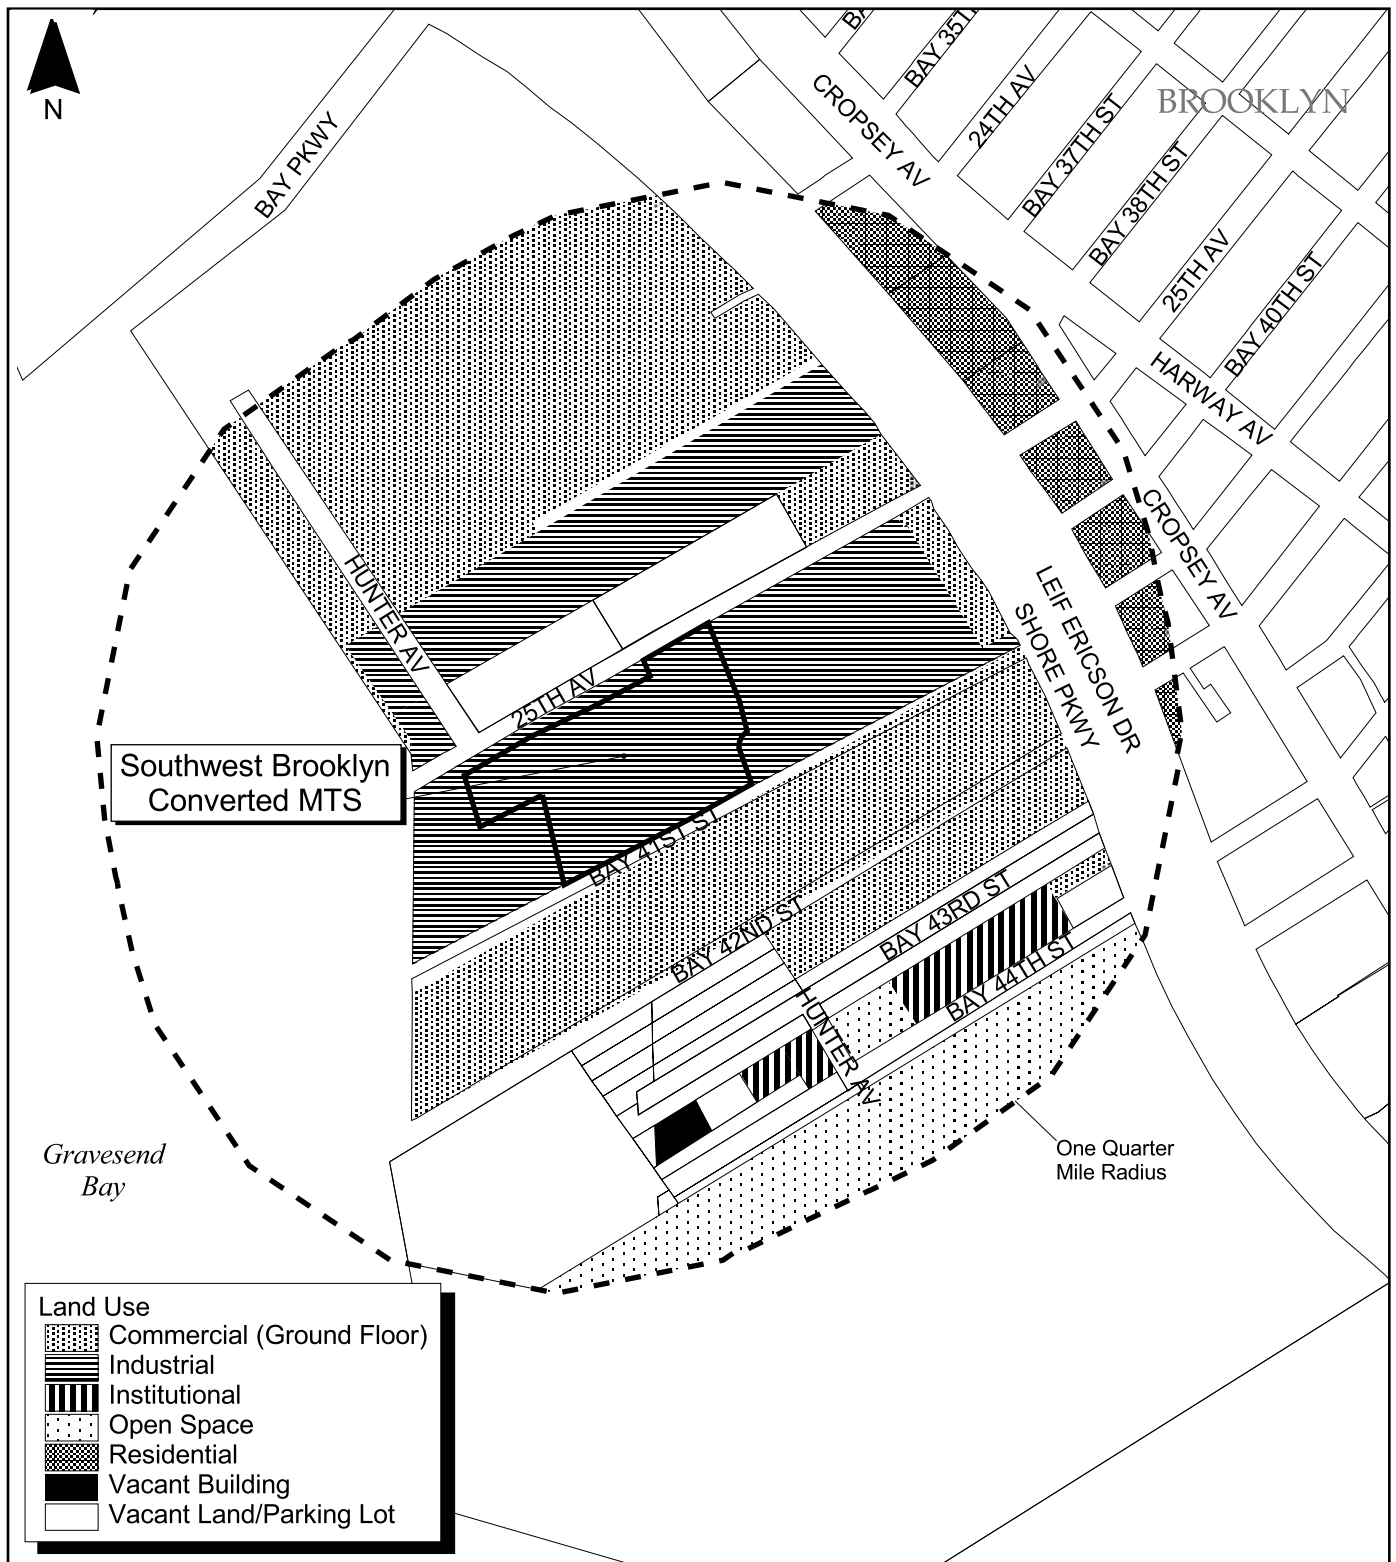 BAY 35TH
BROOKLYN
CROPSEY AV
24TH AV
BAY 37TH ST
N
BAY PKWY
BAY 38TH ST
25TH AV
BAY 40TH ST
HARWAY AV
CROPSEY AV
HUNTER AV
LEIF ERICSON DR
SHORE PKWY
25TH AV
Southwest Brooklyn
Converted MTS
BAY 41ST ST
BAY 42ND ST
BAY 43RD ST
BAY 44TH ST
HUNTER AV
One Quarter
Mile Radius
Gravesend
Bay
Land Use
Commercial (Ground Floor)
Industrial
Institutional
Open Space
Residential
Vacant Building
Vacant Land/Parking Lot